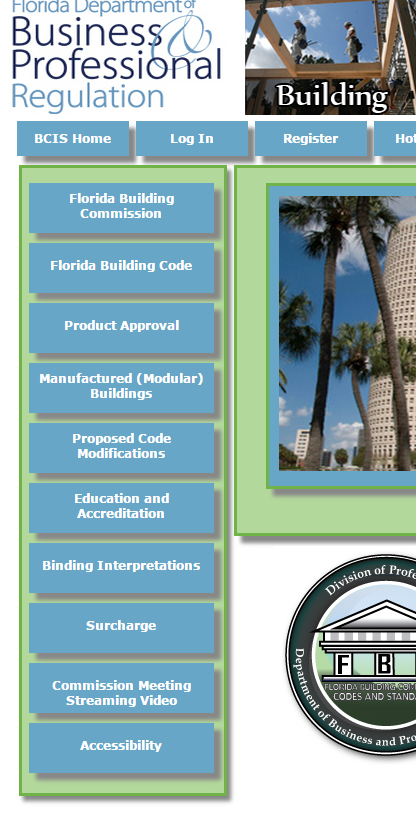 Florida Department of
Business &
Professional
Regulation
Building
BCIS Home
Log In
Register
Florida Building
Commission
Florida Building Code
Product Approval
Manufactured (Modular)
Buildings
Proposed Code
Modifications
Education and
Accreditation
Binding Interpretations
Surcharge
Commission Meeting
Streaming Video
Accessibility
Division of
F B
FLORIDA BUILDING
CODES AND
Department of Business and